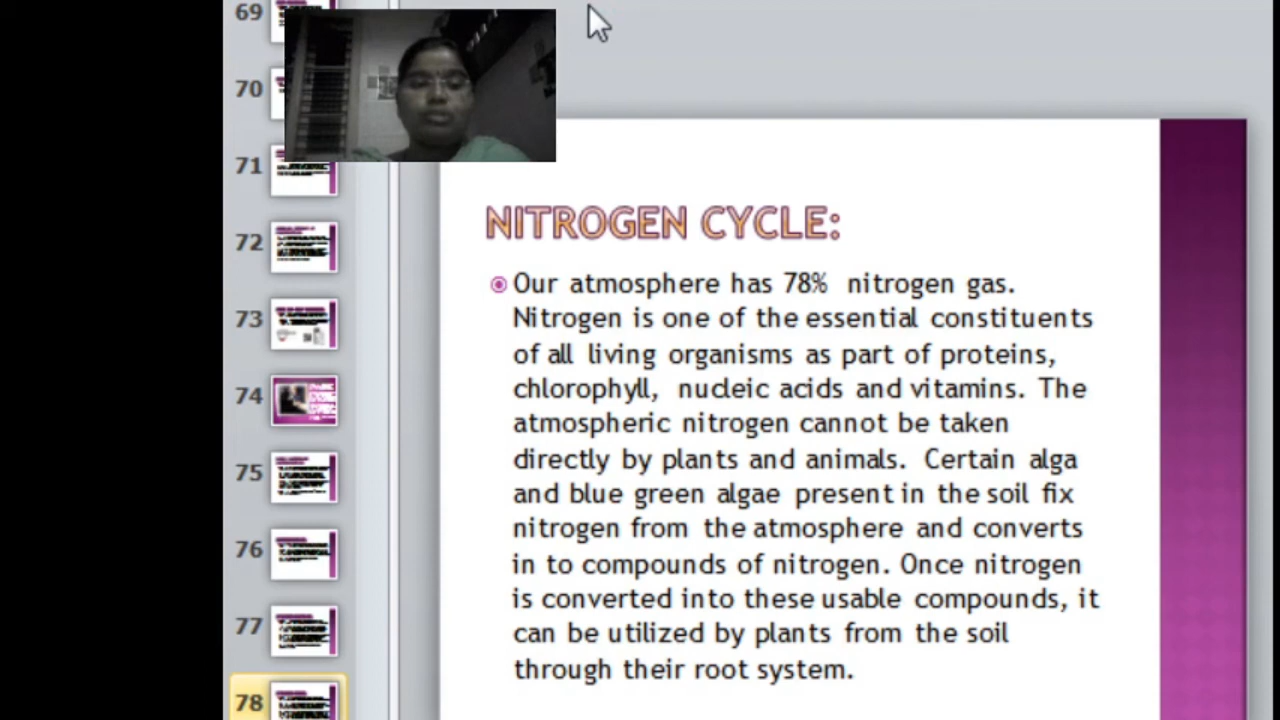 69
70
71
72
73
74
75
76
77
78
NITROGEN CYCLE:
Our atmosphere has 78% nitrogen gas.
Nitrogen is one of the essential constituents
of all living organisms as part of proteins,
chlorophyll, nucleic acids and vitamins. The
atmospheric nitrogen cannot be taken
directly by plants and animals. Certain alga
and blue green algae present in the soil fix
nitrogen from the atmosphere and converts
in to compounds of nitrogen. Once nitrogen
is converted into these usable compounds, it
can be utilized by plants from the soil
through their root system.